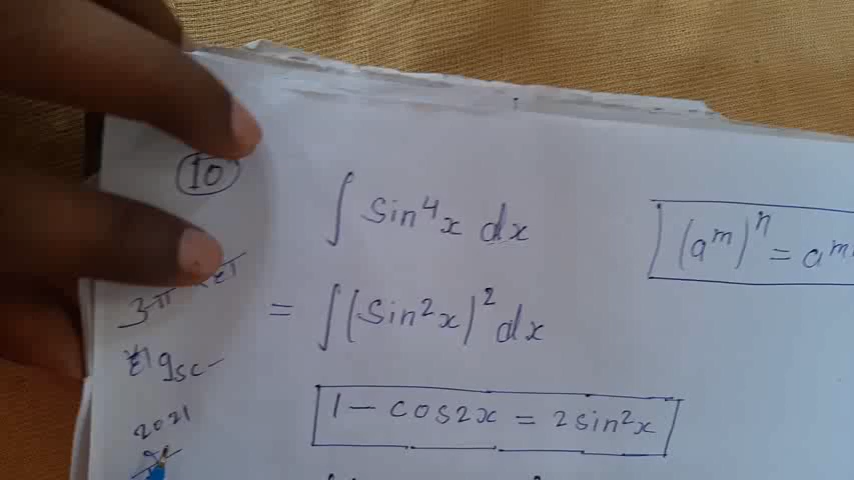 10
∫ sin⁴x dx
(aᵐ)ⁿ = aᵐ
= ∫(sin²x)² dx
1 - cos2x = 2sin²x
2021